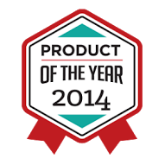 PRODUCT
OF THE YEAR
2014